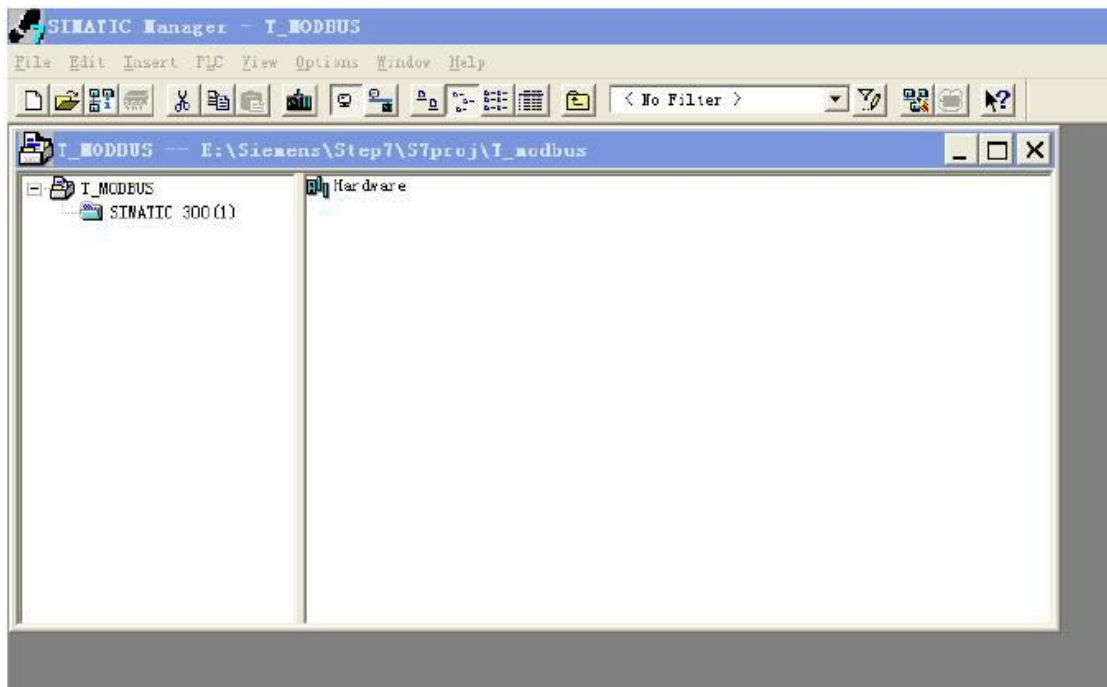 SIMATIC Manager - T_MODBUS
File Edit Insert PLC View Options Window Help
< No Filter >
T_MODBUS -- E:\Siemens\Step7\S7proj\T_modbus
T_MODBUS
SIMATIC 300(1)
Hardware